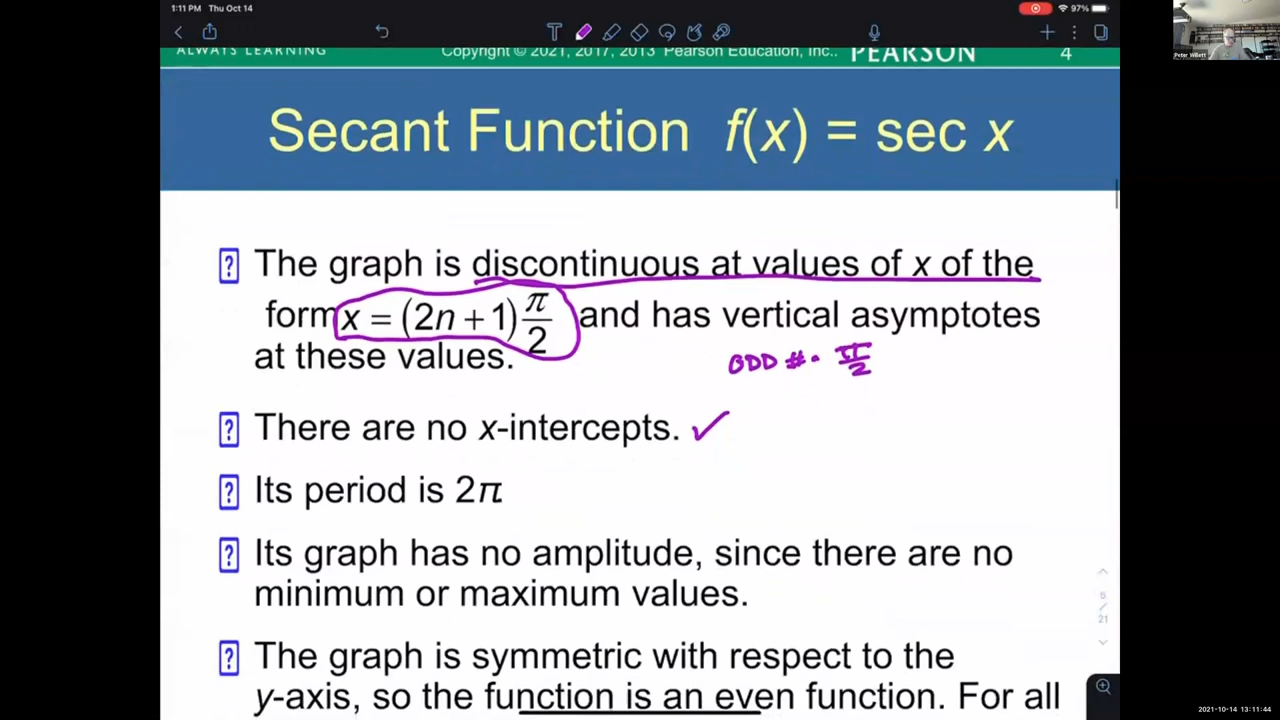 1:11 PM Thu Oct 14
97%
T
ALWAYS LEARNING Copyright © 2021, 2017, 2013 Pearson Education, Inc.. PEARSON 4
Peter Willett
Secant Function f(x) = sec x
The graph is discontinuous at values of x of the
form x = (2n + 1) π/2 and has vertical asymptotes
at these values.
ODD # • π/2
There are no x-intercepts. ✓
Its period is 2π
Its graph has no amplitude, since there are no
minimum or maximum values.
6
/
21
The graph is symmetric with respect to the
y-axis, so the function is an even function. For all
2021-10-14 13:11:44